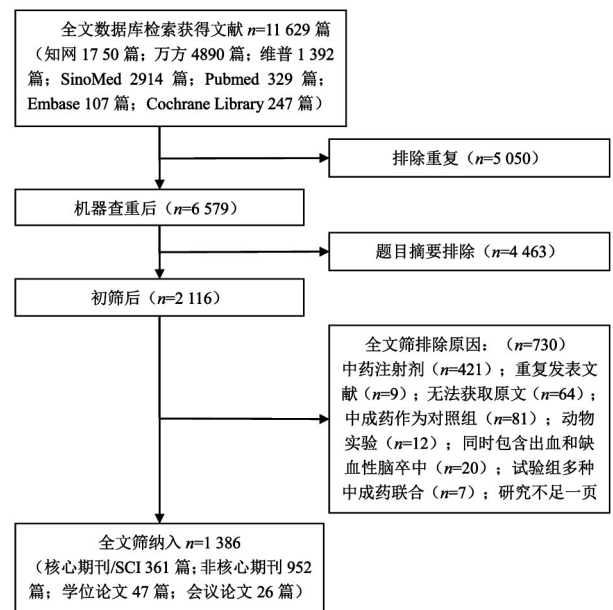 全文数据库检索获得文献 n=11 629 篇
（知网 17 50 篇；万方 4890 篇；维普 1 392
篇；SinoMed 2914 篇；Pubmed 329 篇；
Embase 107 篇；Cochrane Library 247 篇）
排除重复（n=5 050）
机器查重后（n=6 579）
题目摘要排除（n=4 463）
初筛后（n=2 116）
全文筛排除原因：（n=730）
中药注射剂（n=421）；重复发表文
献（n=9）；无法获取原文（n=64）；
中成药作为对照组（n=81）；动物
实验（n=12）；同时包含出血和缺
血性脑卒中（n=20）；试验组多种
中成药联合（n=7）；研究不足一页
全文筛纳入 n=1 386
（核心期刊/SCI 361 篇；非核心期刊 952
篇；学位论文 47 篇；会议论文 26 篇）